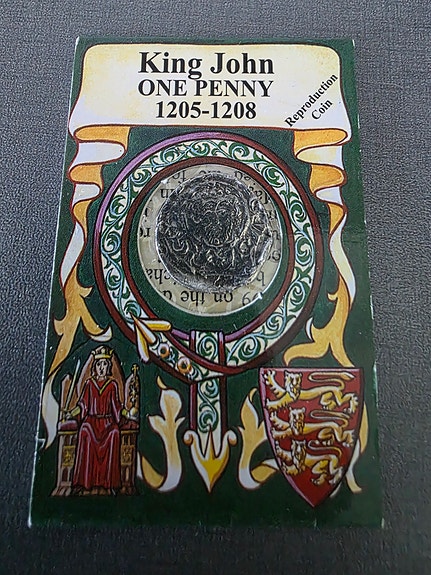 King John
ONE PENNY
1205-1208
Reproduction
Coin
on the